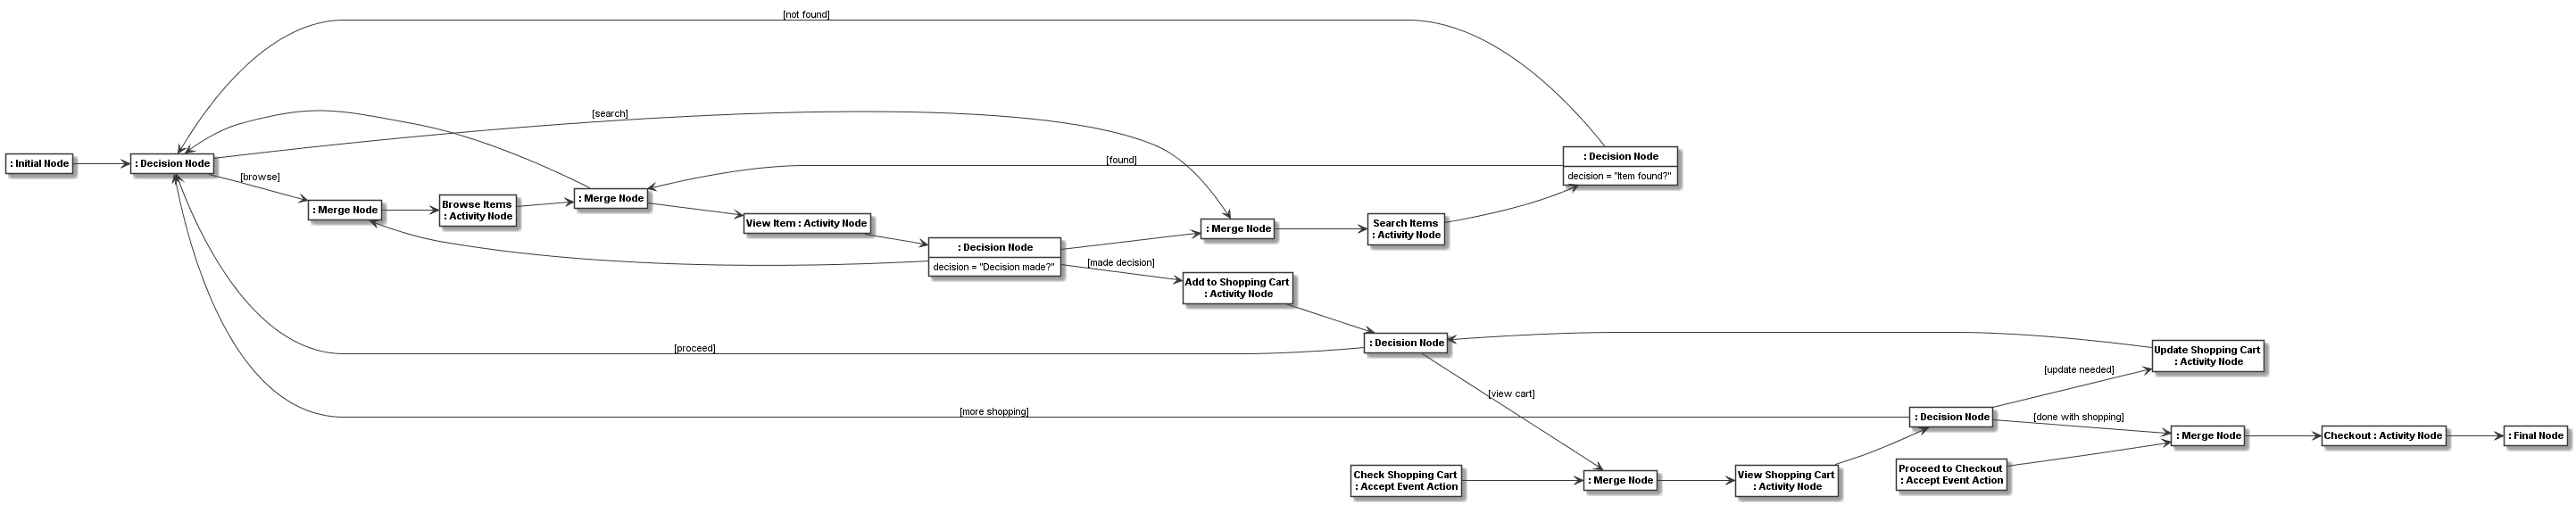 [not found]
[search]
: Initial Node
: Decision Node
[browse]
: Merge Node
Browse Items
: Activity Node
: Merge Node
View Item : Activity Node
[found]
: Decision Node
decision = "Item found?"
: Decision Node
decision = "Decision made?"
: Merge Node
Search Items
: Activity Node
[made decision]
Add to Shopping Cart
: Activity Node
[proceed]
: Decision Node
[view cart]
[more shopping]
Check Shopping Cart
: Accept Event Action
: Merge Node
View Shopping Cart
: Activity Node
: Decision Node
[update needed]
Update Shopping Cart
: Activity Node
[done with shopping]
Proceed to Checkout
: Accept Event Action
: Merge Node
Checkout : Activity Node
: Final Node